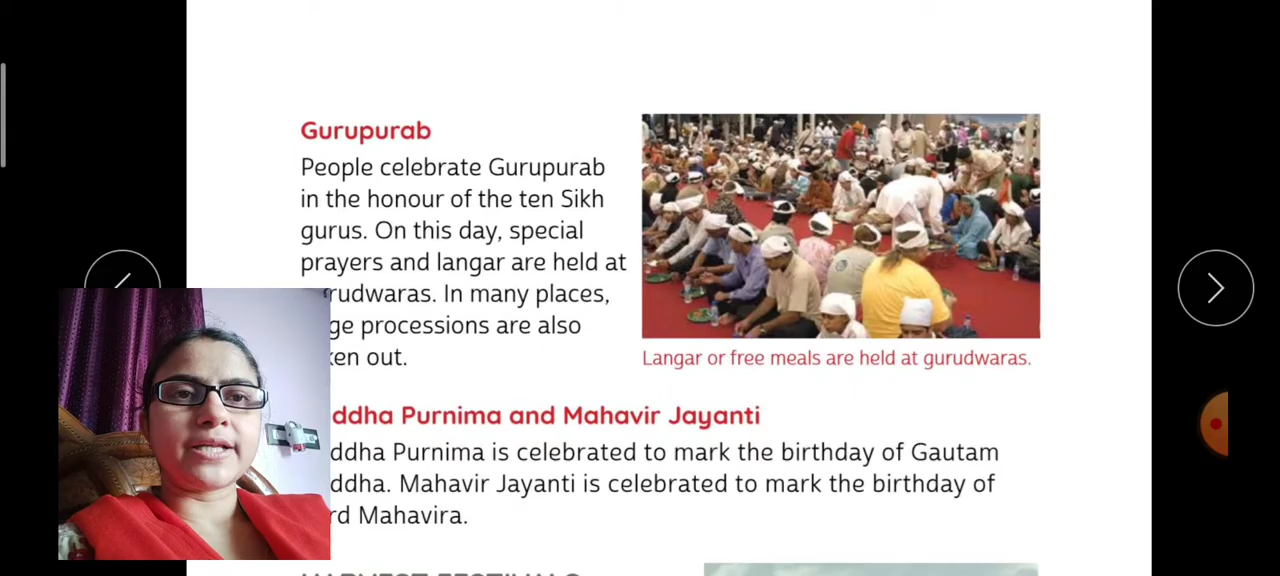 Gurupurab
People celebrate Gurupurab
in the honour of the ten Sikh
gurus. On this day, special
prayers and langar are held at
rudwaras. In many places,
ge processions are also
en out.
Langar or free meals are held at gurudwaras.
ddha Purnima and Mahavir Jayanti
ddha Purnima is celebrated to mark the birthday of Gautam
ddha. Mahavir Jayanti is celebrated to mark the birthday of
rd Mahavira.
HARVEST FESTIVALS